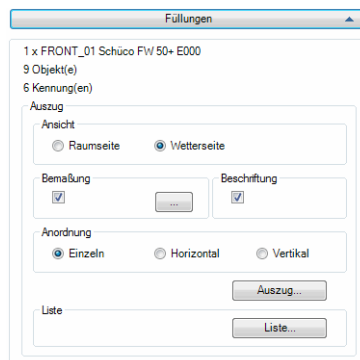 Füllungen
1 x FRONT_01 Schüco FW 50+ E000
9 Objekt(e)
6 Kennung(en)
Auszug
Ansicht
Raumseite Wetterseite
Bemaßung Beschriftung
...
Anordnung
Einzeln Horizontal Vertikal
Auszug...
Liste
Liste...